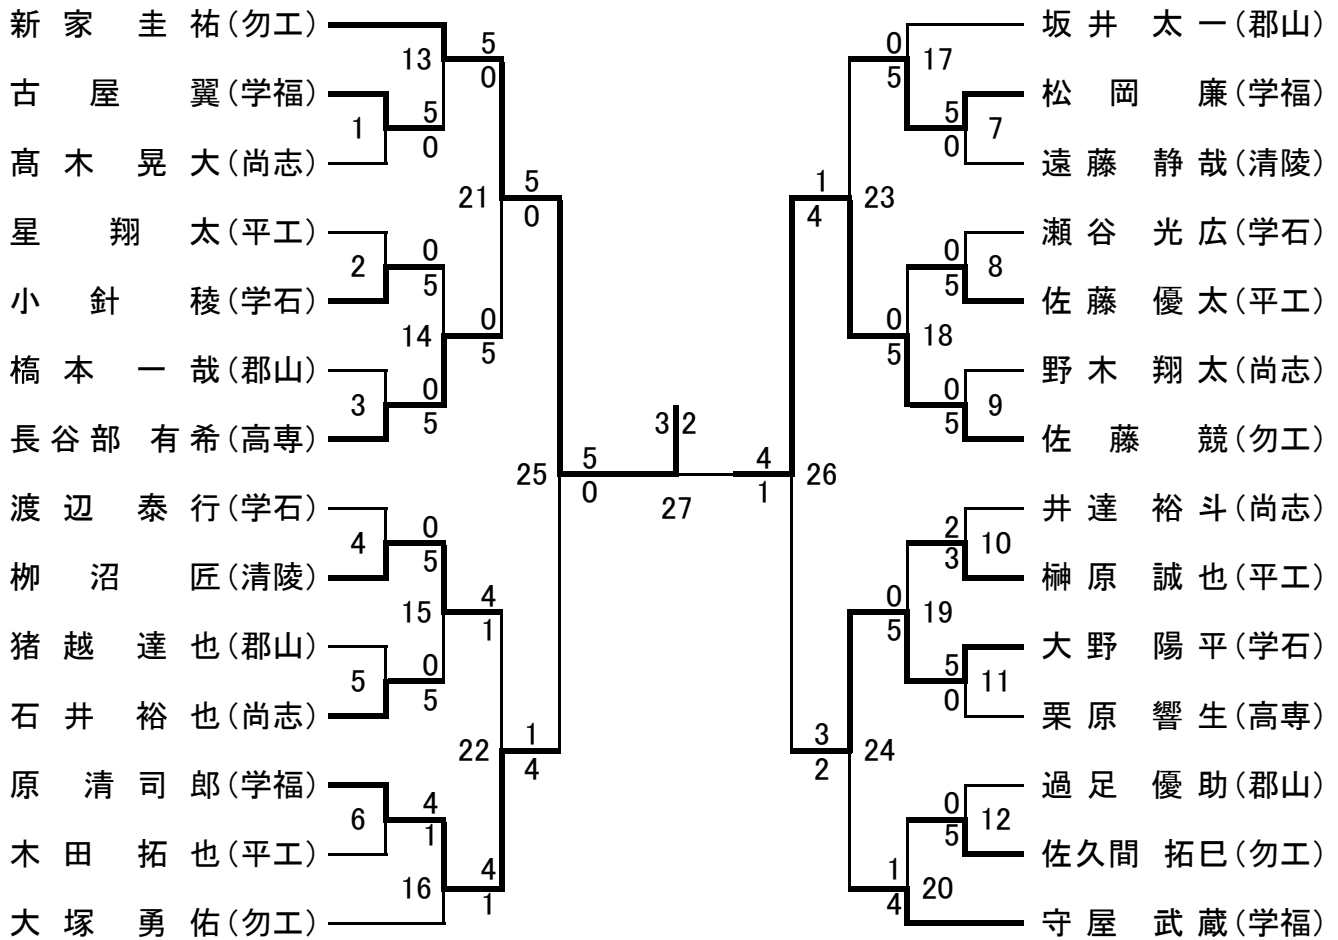 新家 圭祐(勿工)
古屋 翼(学福)
髙木 晃大(尚志)
星 翔太(平工)
小針 稜(学石)
橋本 一哉(郡山)
長谷部 有希(高専)
渡辺 泰行(学石)
栁沼 匠(清陵)
猪越 達也(郡山)
石井 裕也(尚志)
原 清司郎(学福)
木田 拓也(平工)
大塚 勇佑(勿工)
1
5
0
2
0
5
3
0
5
4
0
5
5
0
5
6
4
1
13
5
0
14
0
5
15
4
1
16
4
1
21
5
0
22
1
4
25
5
0
3 2
27
4
1
26
1
4
23
3
2
24
0
5
17
0
5
18
0
5
19
1
4
20
5
0
7
0
5
8
0
5
9
2
3
10
5
0
11
0
5
12
坂井 太一(郡山)
松岡 廉(学福)
遠藤 静哉(清陵)
瀬谷 光広(学石)
佐藤 優太(平工)
野木 翔太(尚志)
佐藤 競(勿工)
井達 裕斗(尚志)
榊原 誠也(平工)
大野 陽平(学石)
栗原 響生(高専)
過足 優助(郡山)
佐久間 拓巳(勿工)
守屋 武蔵(学福)